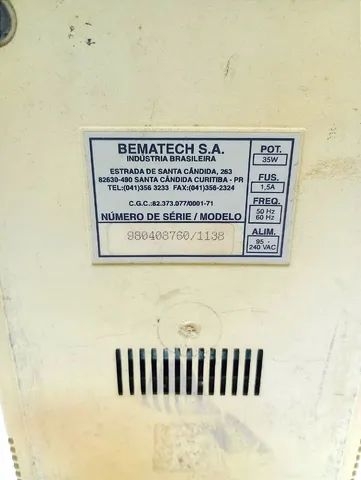 BEMATECH S.A.
INDÚSTRIA BRASILEIRA
ESTRADA DE SANTA CÂNDIDA, 263
82630-490 SANTA CÂNDIDA CURITIBA - PR
TEL:(041)356 3233 FAX:(041)356-2324
C.G.C.:82.373.077/0001-71
NÚMERO DE SÉRIE / MODELO
980408760/1138
POT.
35W
FUS.
1,5A
FREQ.
50 Hz
60 Hz
ALIM.
95 -
240 VAC